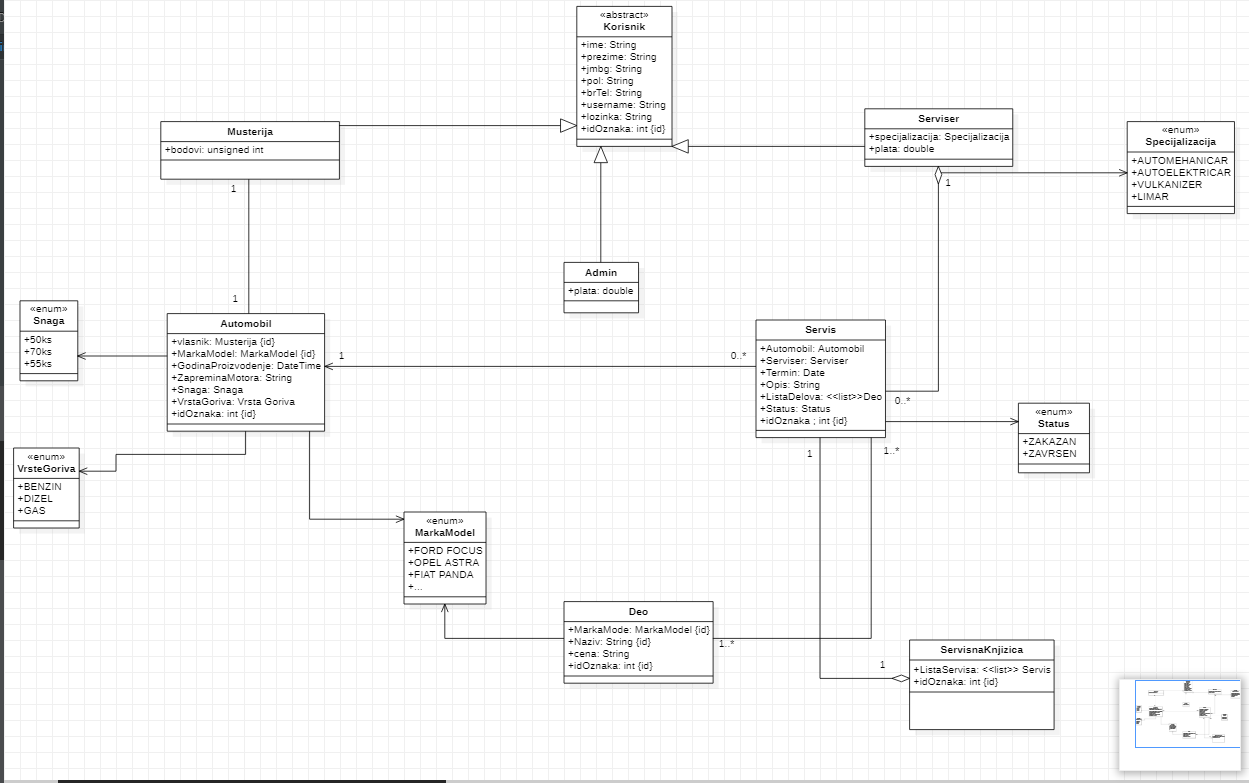 «abstract»
Korisnik
+ime: String
+prezime: String
+jmbg: String
+pol: String
+brTel: String
+username: String
+lozinka: String
+idOznaka: int {id}
Musterija
+bodovi: unsigned int
Serviser
+specijalizacija: Specijalizacija
+plata: double
«enum»
Specijalizacija
+AUTOMEHANICAR
+AUTOELEKTRICAR
+VULKANIZER
+LIMAR
1
1
1
Admin
+plata: double
«enum»
Snaga
+50ks
+70ks
+55ks
Automobil
+vlasnik: Musterija {id}
+MarkaModel: MarkaModel {id}
+GodinaProizvodenje: DateTime
+ZapreminaMotora: String
+Snaga: Snaga
+VrstaGoriva: Vrsta Goriva
+idOznaka: int {id}
1
0..*
Servis
+Automobil: Automobil
+Serviser: Serviser
+Termin: Date
+Opis: String
+ListaDelova: <<list>>Deo
+Status: Status
+idOznaka ; int {id}
0..*
«enum»
Status
+ZAKAZAN
+ZAVRSEN
«enum»
VrsteGoriva
+BENZIN
+DIZEL
+GAS
1
1..*
«enum»
MarkaModel
+FORD FOCUS
+OPEL ASTRA
+FIAT PANDA
+...
Deo
+MarkaMode: MarkaModel {id}
+Naziv: String {id}
+cena: String
+idOznaka: int {id}
1..*
1
ServisnaKnjizica
+ListaServisa: <<list>> Servis
+idOznaka: int {id}